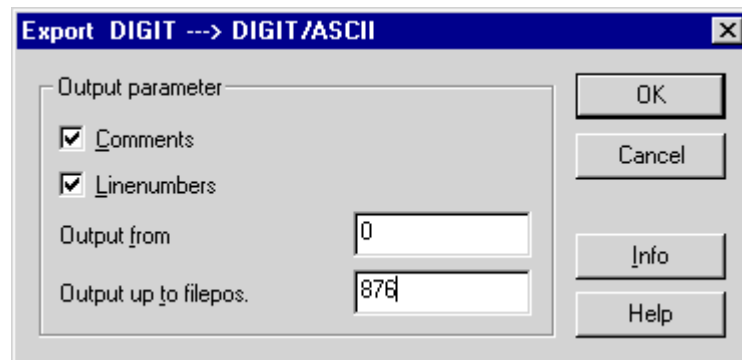 Export DIGIT ---> DIGIT/ASCII
Output parameter
Comments
Linenumbers
Output from 0
Output up to filepos. 876
OK
Cancel
Info
Help